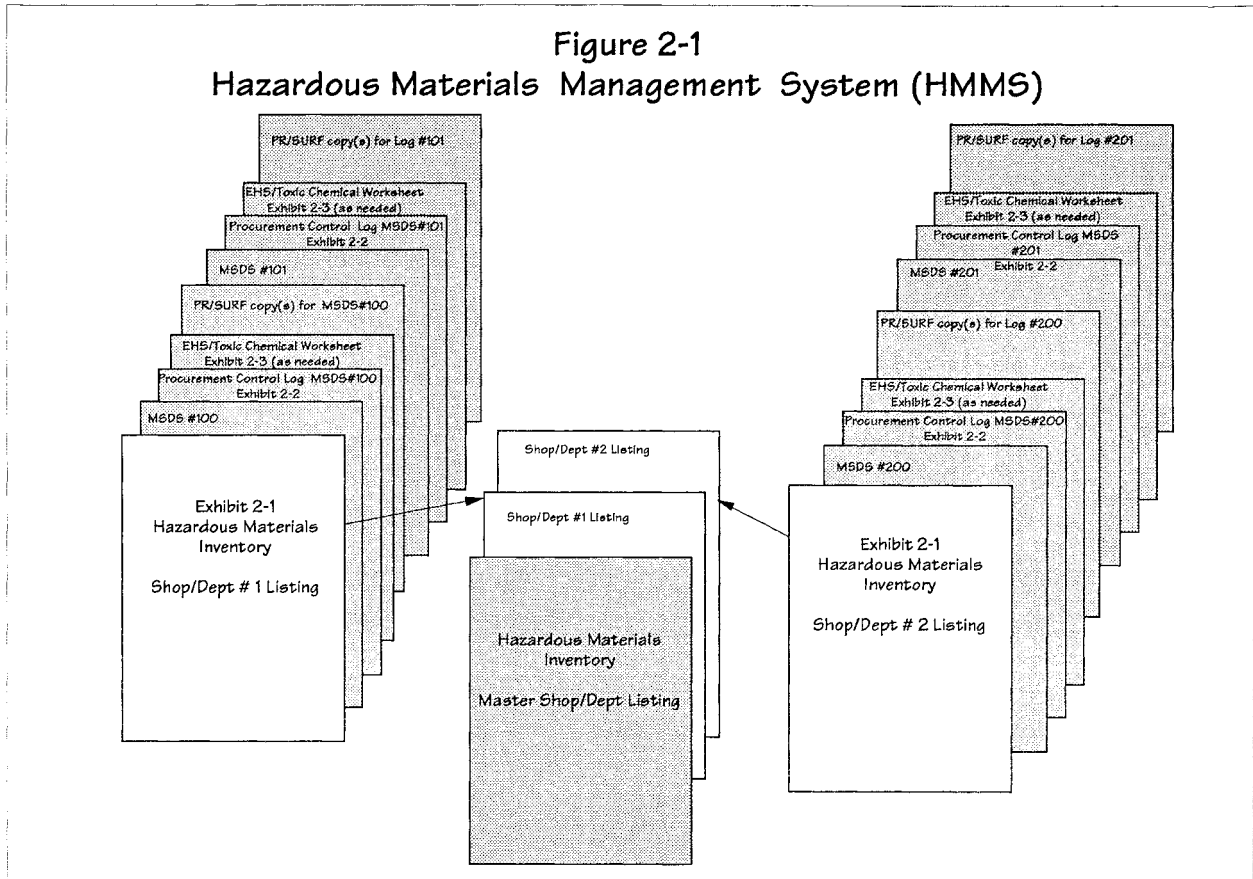 Figure 2-1
Hazardous Materials Management System (HMMS)
PR/SURF copy(s) for Log #101
EHS/Toxic Chemical Worksheet
Exhibit 2-3 (as needed)
Procurement Control Log MSDS#101
Exhibit 2-2
MSDS #101
PR/SURF copy(s) for MSDS#100
EHS/Toxic Chemical Worksheet
Exhibit 2-3 (as needed)
Procurement Control Log MSDS#100
Exhibit 2-2
MSDS #100
Exhibit 2-1
Hazardous Materials
Inventory
Shop/Dept # 1 Listing
Shop/Dept #2 Listing
Shop/Dept #1 Listing
Hazardous Materials
Inventory
Master Shop/Dept Listing
PR/SURF copy(s) for Log #201
EHS/Toxic Chemical Worksheet
Exhibit 2-3 (as needed)
Procurement Control Log MSDS
#201
Exhibit 2-2
MSDS #201
PR/SURF copy(s) for Log #200
EHS/Toxic Chemical Worksheet
Exhibit 2-3 (as needed)
Procurement Control Log MSDS#200
Exhibit 2-2
MSDS #200
Exhibit 2-1
Hazardous Materials
Inventory
Shop/Dept # 2 Listing